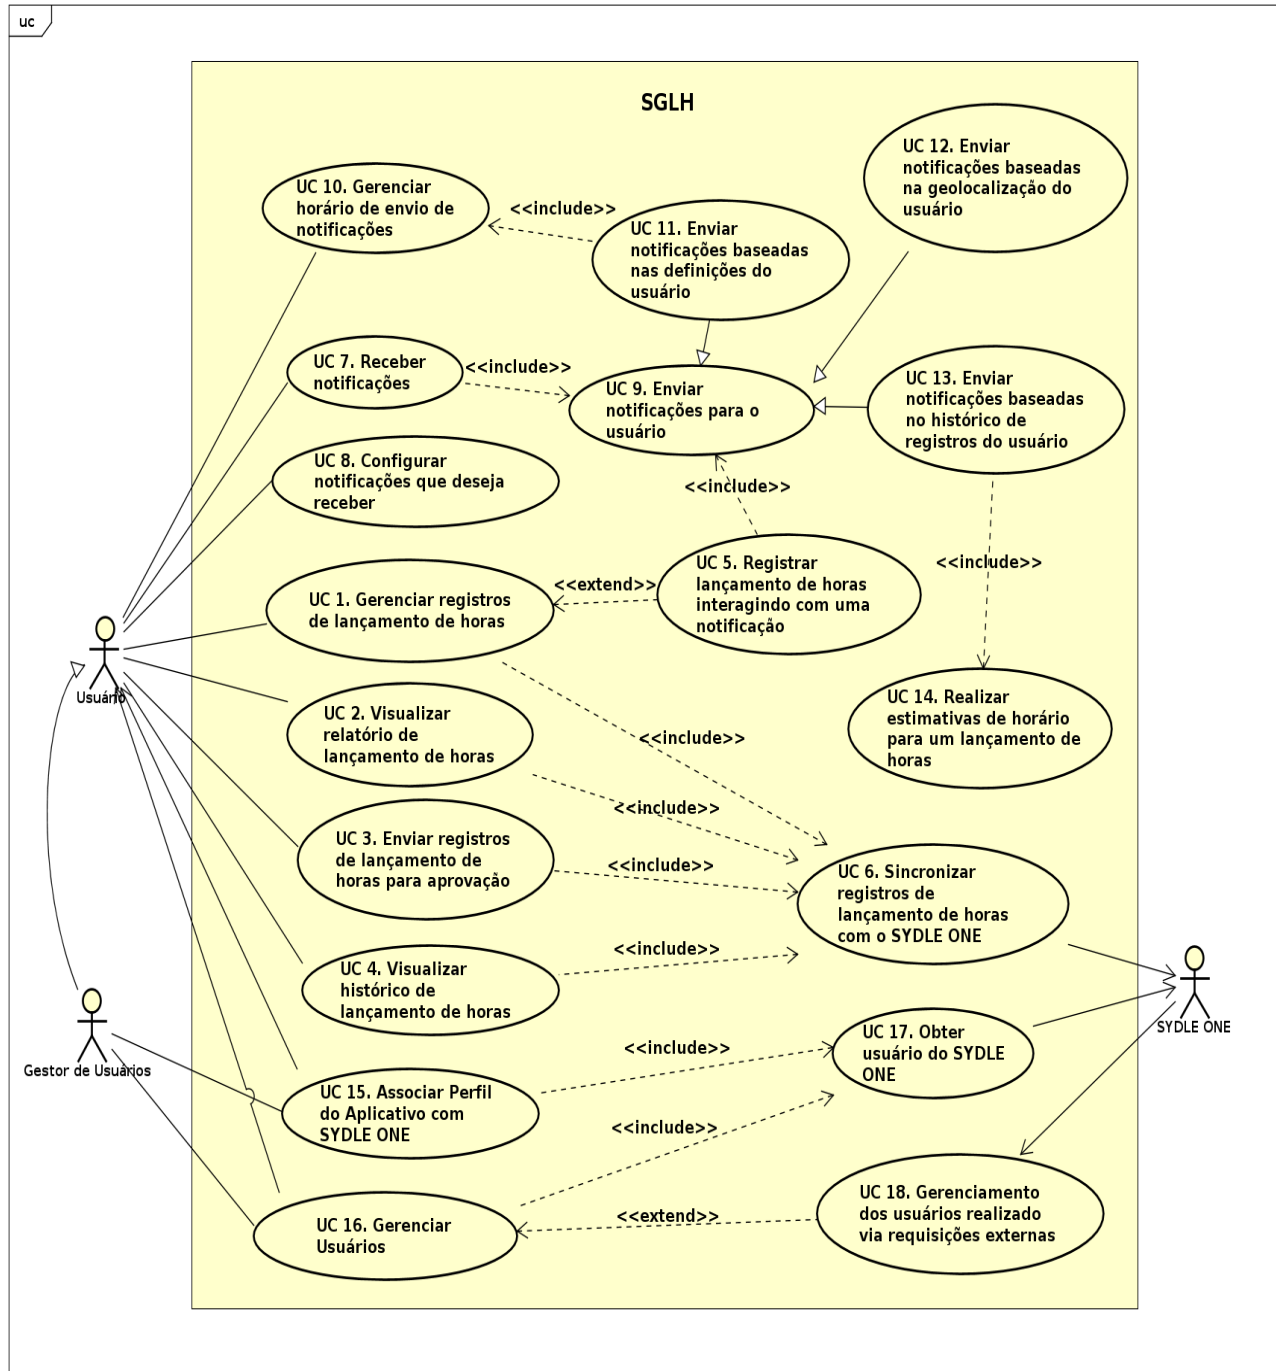 uc
SGLH
UC 12. Enviar
notificações baseadas
na geolocalização do
usuário
UC 10. Gerenciar
horário de envio de
notificações
<<include>>
UC 11. Enviar
notificações baseadas
nas definições do
usuário
UC 7. Receber
notificações
<<include>>
UC 9. Enviar
notificações para o
usuário
UC 13. Enviar
notificações baseadas
no histórico de
registros do usuário
UC 8. Configurar
notificações que deseja
receber
<<include>>
UC 5. Registrar
lançamento de horas
interagindo com uma
notificação
<<include>>
<<extend>>
UC 1. Gerenciar registros
de lançamento de horas
Usuário
UC 14. Realizar
estimativas de horário
para um lançamento de
horas
UC 2. Visualizar
relatório de
lançamento de horas
<<include>>
<<include>>
UC 3. Enviar registros
de lançamento de
horas para aprovação
<<include>>
UC 6. Sincronizar
registros de
lançamento de horas
com o SYDLE ONE
<<include>>
UC 4. Visualizar
histórico de
lançamento de horas
SYDLE ONE
Gestor de Usuários
<<include>>
UC 17. Obter
usuário do SYDLE
ONE
UC 15. Associar Perfil
do Aplicativo com
SYDLE ONE
<<include>>
UC 16. Gerenciar
Usuários
<<extend>>
UC 18. Gerenciamento
dos usuários realizado
via requisições externas